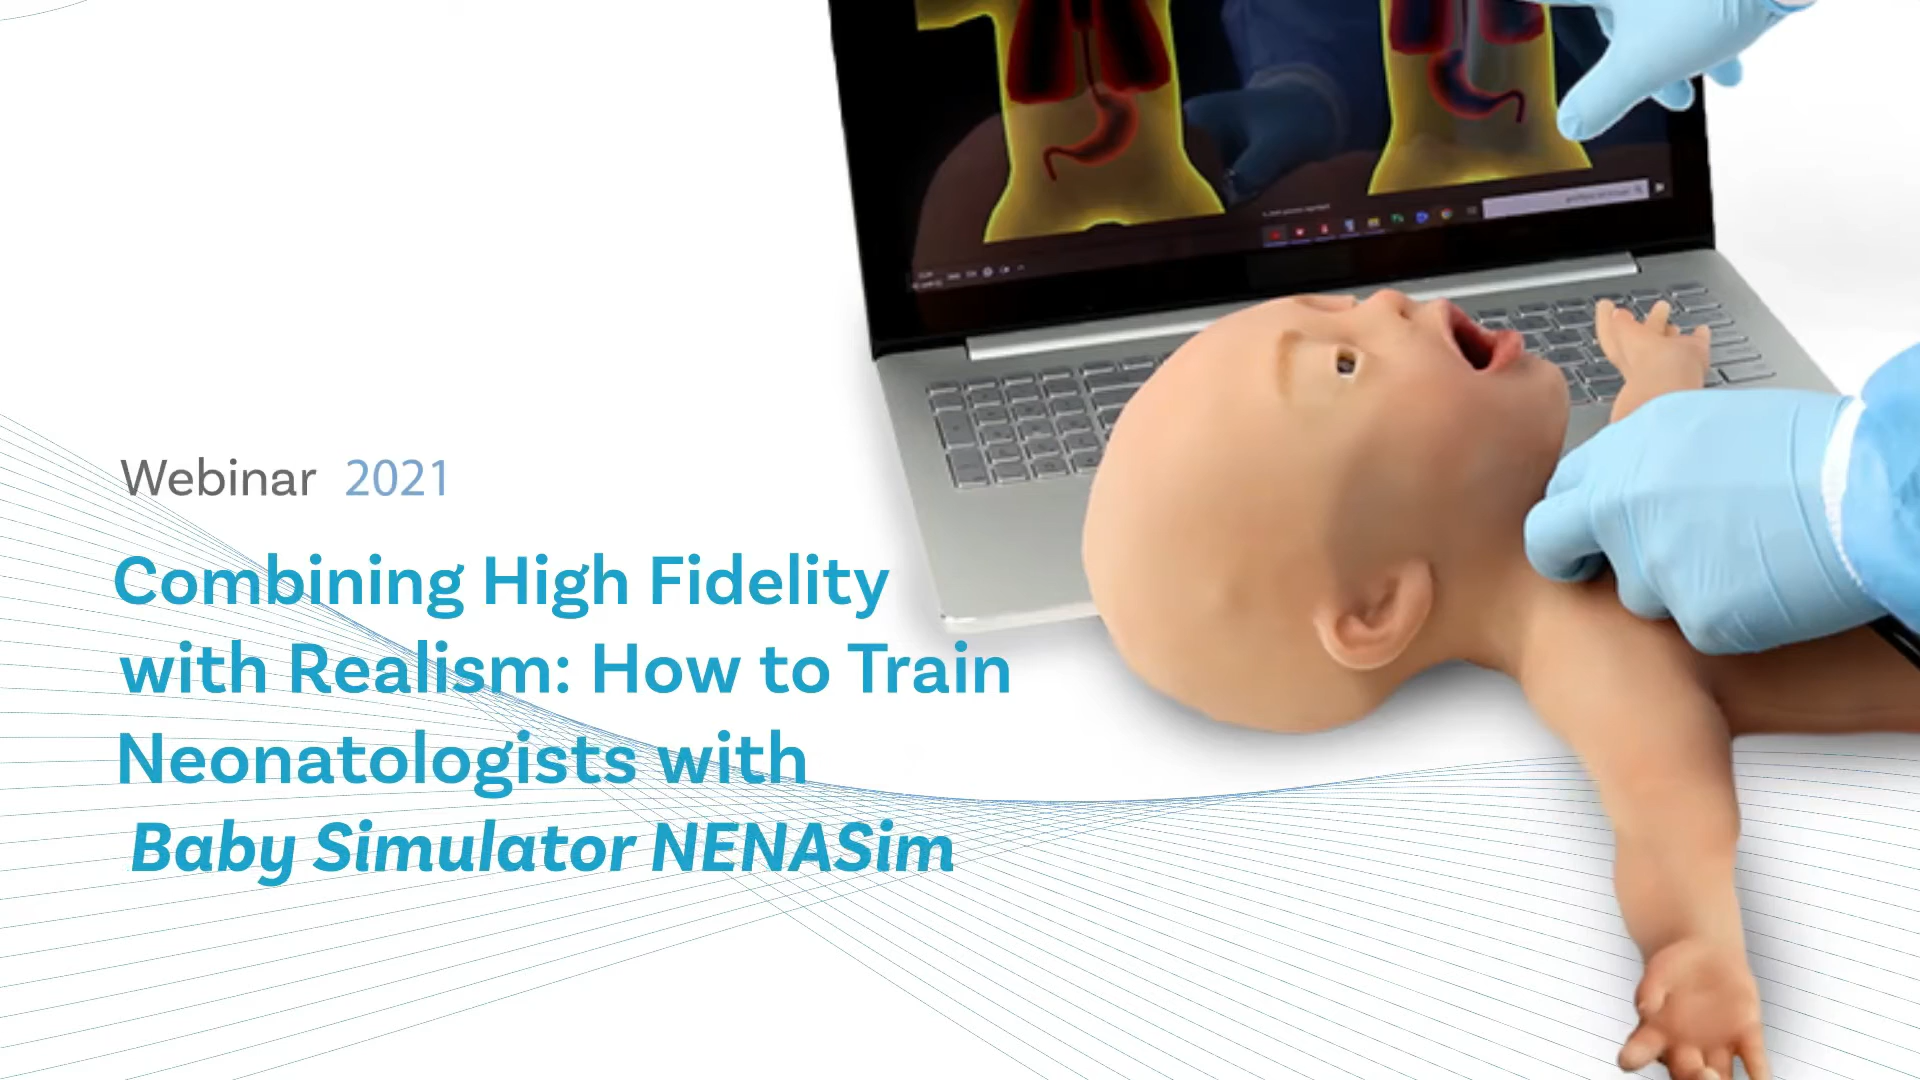 Webinar 2021
Combining High Fidelity
with Realism: How to Train
Neonatologists with
Baby Simulator NENASim